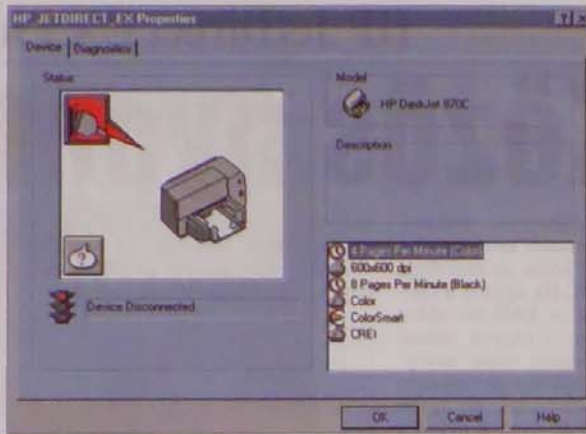 HP_JETDIRECT_EX Properties
Device
Diagnostics
Status
Device Disconnected
Model
HP DeskJet 870C
Description
4 Pages Per Minute (Color)
600x600 dpi
8 Pages Per Minute (Black)
Color
ColorSmart
CREt
OK
Cancel
Help